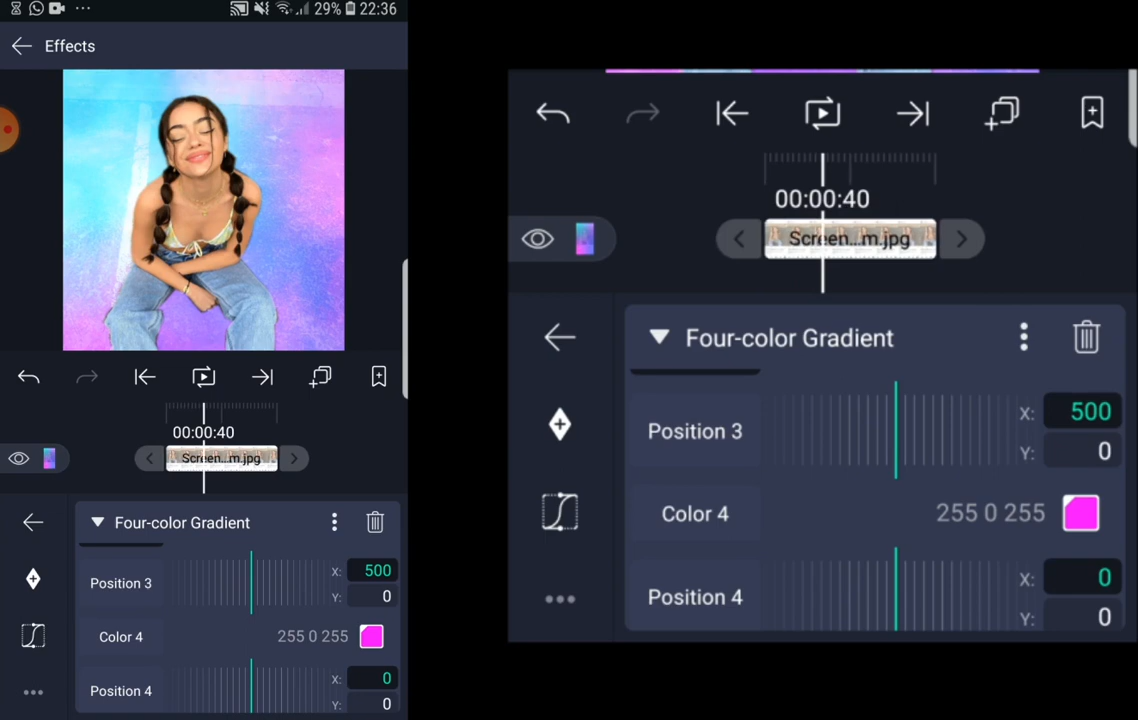 29% 22:36
Effects
00:00:40
Screen...m.jpg
Four-color Gradient
Position 3
X: 500
Y: 0
Color 4 255 0 255
Position 4
X: 0
Y: 0
00:00:40
Screen...m.jpg
Four-color Gradient
Position 3
X: 500
Y: 0
Color 4 255 0 255
Position 4
X: 0
Y: 0